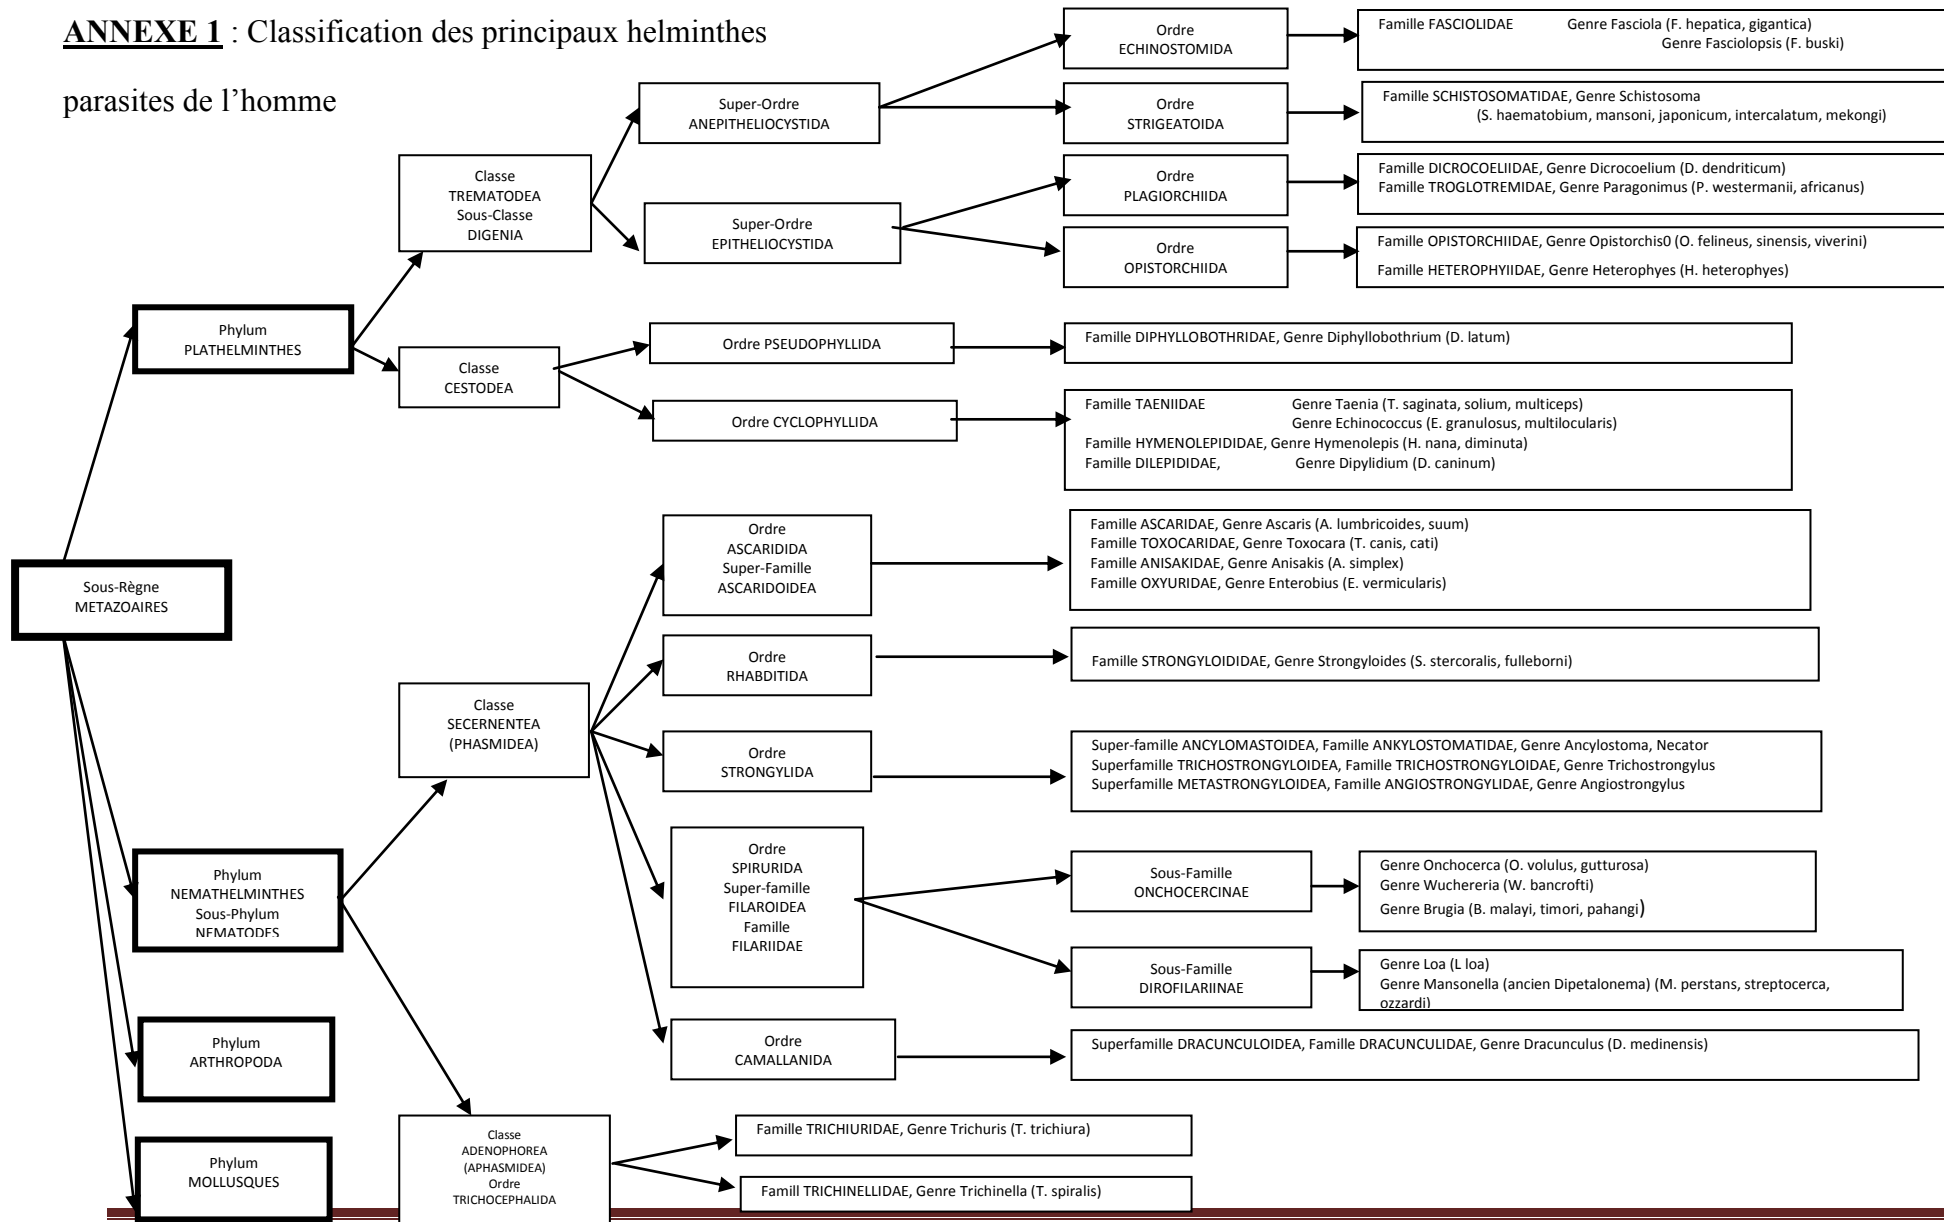 ANNEXE 1 : Classification des principaux helminthes
parasites de l’homme
Sous-Règne
METAZOAIRES
Phylum
PLATHELMINTHES
Classe
TREMATODEA
Sous-Classe
DIGENIA
Super-Ordre
ANEPITHELIOCYSTIDA
Ordre
ECHINOSTOMIDA
Famille FASCIOLIDAE Genre Fasciola (F. hepatica, gigantica)
Genre Fasciolopsis (F. buski)
Ordre
STRIGEATOIDA
Famille SCHISTOSOMATIDAE, Genre Schistosoma
(S. haematobium, mansoni, japonicum, intercalatum, mekongi)
Super-Ordre
EPITHELIOCYSTIDA
Ordre
PLAGIORCHIIDA
Famille DICROCOELIIDAE, Genre Dicrocoelium (D. dendriticum)
Famille TROGLOTREMIDAE, Genre Paragonimus (P. westermanii, africanus)
Ordre
OPISTORCHIIDA
Famille OPISTORCHIIDAE, Genre Opistorchis0 (O. felineus, sinensis, viverini)
Famille HETEROPHYIIDAE, Genre Heterophyes (H. heterophyes)
Classe
CESTODEA
Ordre PSEUDOPHYLLIDA
Famille DIPHYLLOBOTHRIDAE, Genre Diphyllobothrium (D. latum)
Ordre CYCLOPHYLLIDA
Famille TAENIIDAE Genre Taenia (T. saginata, solium, multiceps)
Genre Echinococcus (E. granulosus, multilocularis)
Famille HYMENOLEPIDIDAE, Genre Hymenolepis (H. nana, diminuta)
Famille DILEPIDIDAE, Genre Dipylidium (D. caninum)
Phylum
NEMATHELMINTHES
Sous-Phylum
NEMATODES
Classe
SECERNENTEA
(PHASMIDEA)
Ordre
ASCARIDIDA
Super-Famille
ASCARIDOIDEA
Famille ASCARIDAE, Genre Ascaris (A. lumbricoides, suum)
Famille TOXOCARIDAE, Genre Toxocara (T. canis, cati)
Famille ANISAKIDAE, Genre Anisakis (A. simplex)
Famille OXYURIDAE, Genre Enterobius (E. vermicularis)
Ordre
RHABDITIDA
Famille STRONGYLOIDIDAE, Genre Strongyloides (S. stercoralis, fulleborni)
Ordre
STRONGYLIDA
Super-famille ANCYLOMASTOIDEA, Famille ANKYLOSTOMATIDAE, Genre Ancylostoma, Necator
Superfamille TRICHOSTRONGYLOIDEA, Famille TRICHOSTRONGYLOIDAE, Genre Trichostrongylus
Superfamille METASTRONGYLOIDEA, Famille ANGIOSTRONGYLIDAE, Genre Angiostrongylus
Ordre
SPIRURIDA
Super-famille
FILAROIDEA
Famille
FILARIIDAE
Sous-Famille
ONCHOCERCINAE
Genre Onchocerca (O. volulus, gutturosa)
Genre Wuchereria (W. bancrofti)
Genre Brugia (B. malayi, timori, pahangi)
Sous-Famille
DIROFILARIINAE
Genre Loa (L loa)
Genre Mansonella (ancien Dipetalonema) (M. perstans, streptocerca,
ozzardi)
Ordre
CAMALLANIDA
Superfamille DRACUNCULOIDEA, Famille DRACUNCULIDAE, Genre Dracunculus (D. medinensis)
Classe
ADENOPHOREA
(APHASMIDEA)
Ordre
TRICHOCEPHALIDA
Famille TRICHIURIDAE, Genre Trichuris (T. trichiura)
Famill TRICHINELLIDAE, Genre Trichinella (T. spiralis)
Phylum
ARTHROPODA
Phylum
MOLLUSQUES